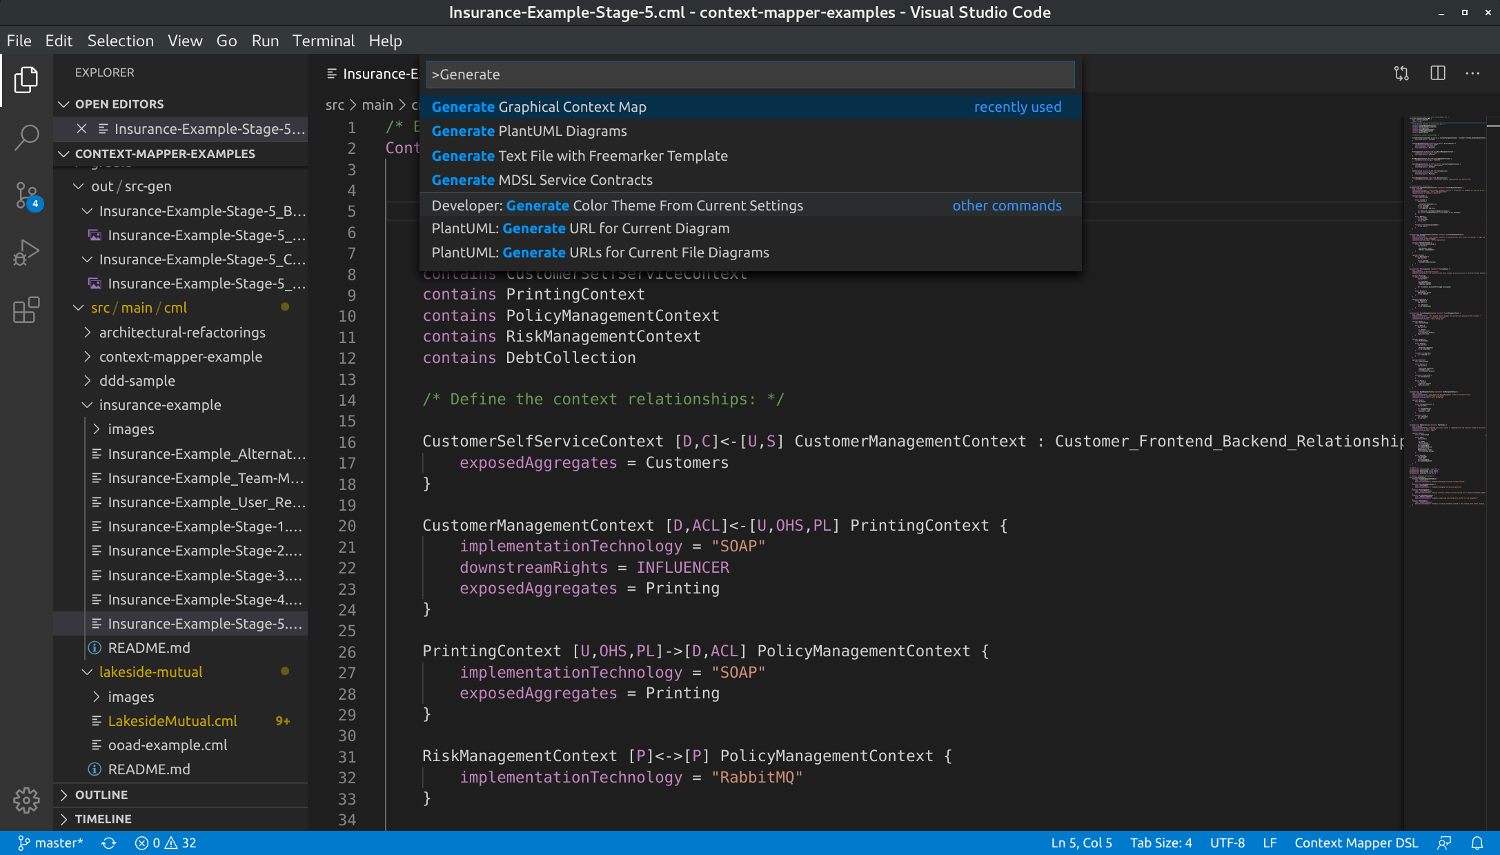 Insurance-Example-Stage-5.cml - context-mapper-examples - Visual Studio Code
File Edit Selection View Go Run Terminal Help
EXPLORER
OPEN EDITORS
Insurance-Example-Stage-5...
CONTEXT-MAPPER-EXAMPLES
out / src-gen
Insurance-Example-Stage-5_B...
Insurance-Example-Stage-5_...
Insurance-Example-Stage-5_C...
Insurance-Example-Stage-5_...
src / main / cml
architectural-refactorings
context-mapper-example
ddd-sample
insurance-example
images
Insurance-Example_Alternat...
Insurance-Example_Team-M...
Insurance-Example_User_Re...
Insurance-Example-Stage-1....
Insurance-Example-Stage-2....
Insurance-Example-Stage-3....
Insurance-Example-Stage-4....
Insurance-Example-Stage-5....
README.md
lakeside-mutual
images
LakesideMutual.cml 9+
ooad-example.cml
README.md
OUTLINE
TIMELINE
4
Insurance-E
src > main > c
>Generate
Generate Graphical Context Map recently used
Generate PlantUML Diagrams
Generate Text File with Freemarker Template
Generate MDSL Service Contracts
Developer: Generate Color Theme From Current Settings other commands
PlantUML: Generate URL for Current Diagram
PlantUML: Generate URLs for Current File Diagrams
1 /* E
2 Cont
3
4
5
6
7
8 contains CustomerSelfServiceContext
9 contains PrintingContext
10 contains PolicyManagementContext
11 contains RiskManagementContext
12 contains DebtCollection
13
14 /* Define the context relationships: */
15
16 CustomerSelfServiceContext [D,C]<-[U,S] CustomerManagementContext : Customer_Frontend_Backend_Relationship
17 exposedAggregates = Customers
18 }
19
20 CustomerManagementContext [D,ACL]<-[U,OHS,PL] PrintingContext {
21 implementationTechnology = "SOAP"
22 downstreamRights = INFLUENCER
23 exposedAggregates = Printing
24 }
25
26 PrintingContext [U,OHS,PL]->[D,ACL] PolicyManagementContext {
27 implementationTechnology = "SOAP"
28 exposedAggregates = Printing
29 }
30
31 RiskManagementContext [P]<->[P] PolicyManagementContext {
32 implementationTechnology = "RabbitMQ"
33 }
34
master* 0 32 Ln 5, Col 5 Tab Size: 4 UTF-8 LF Context Mapper DSL